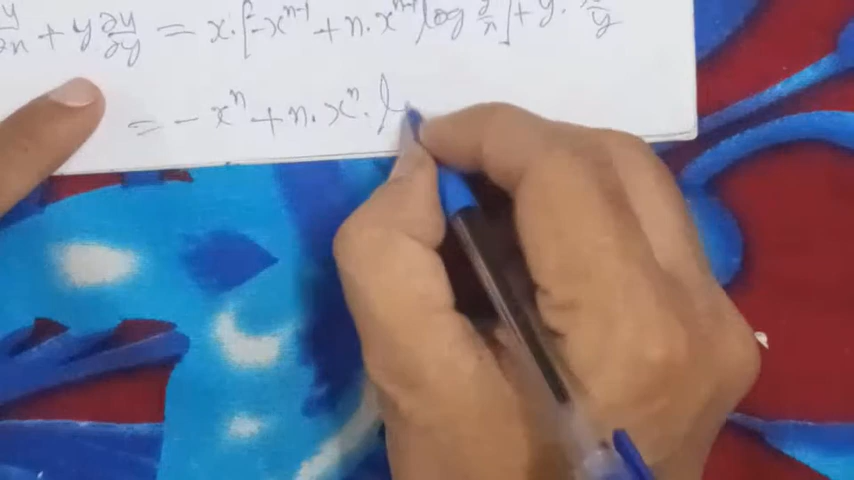 ∂u/∂x + y ∂u/∂y = x.[-x^{n-1} + n.x^{n-1} log y/x] + y.
= - x^n + n. x^n. l